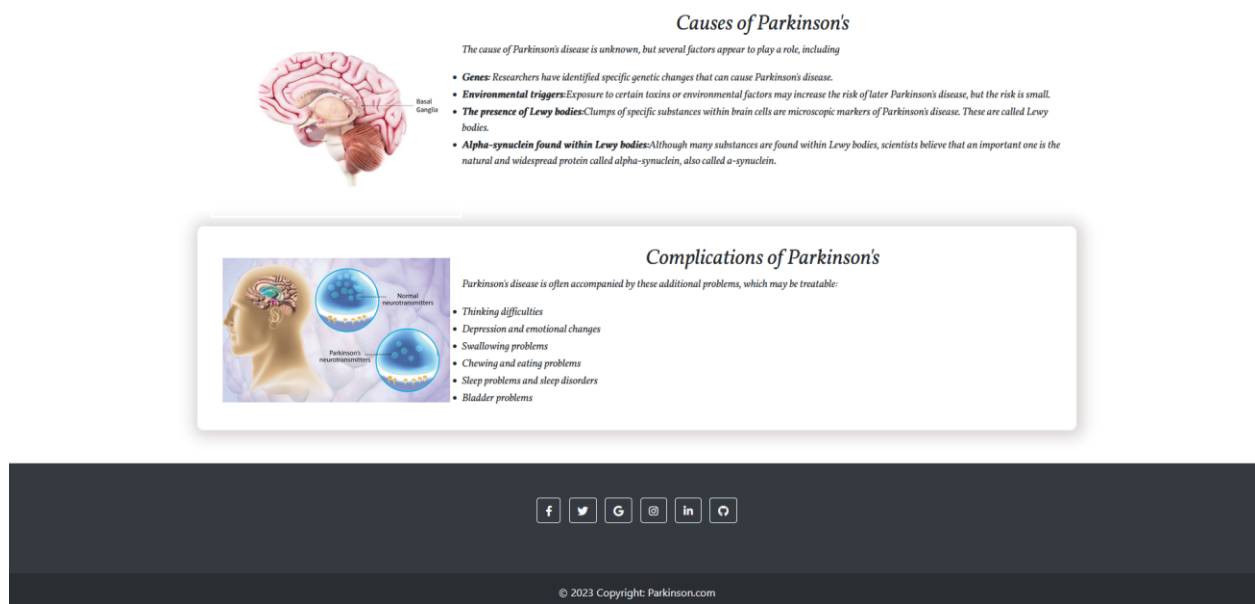 Causes of Parkinson's
The cause of Parkinson's disease is unknown, but several factors appear to play a role, including
Basal
Ganglia
• Genes: Researchers have identified specific genetic changes that can cause Parkinson's disease.
• Environmental triggers:Exposure to certain toxins or environmental factors may increase the risk of later Parkinson's disease, but the risk is small.
• The presence of Lewy bodies:Clumps of specific substances within brain cells are microscopic markers of Parkinson's disease. These are called Lewy
bodies.
• Alpha-synuclein found within Lewy bodies:Although many substances are found within Lewy bodies, scientists believe that an important one is the
natural and widespread protein called alpha-synuclein, also called a-synuclein.
Complications of Parkinson's
Parkinson's disease is often accompanied by these additional problems, which may be treatable:
Normal
neurotransmitters
Parkinson's
neurotransmitters
• Thinking difficulties
• Depression and emotional changes
• Swallowing problems
• Chewing and eating problems
• Sleep problems and sleep disorders
• Bladder problems
© 2023 Copyright: Parkinson.com